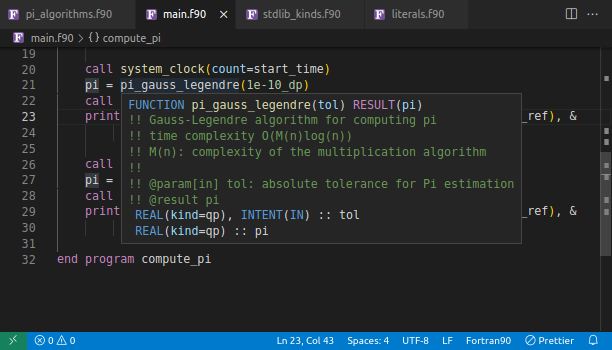 pi_algorithms.f90 main.f90 stdlib_kinds.f90 literals.f90
main.f90 > {} compute_pi
19
20 call system_clock(count=start_time)
21 pi = pi_gauss_legendre(1e-10_dp)
22 call
FUNCTION pi_gauss_legendre(tol) RESULT(pi)
23 print _ref), &
!! Gauss-Legendre algorithm for computing pi
24
!! time complexity O(M(n)log(n))
25
!! M(n): complexity of the multiplication algorithm
26 call
!!
27 pi =
!! @param[in] tol: absolute tolerance for Pi estimation
28 call
!! @result pi
29 print _ref), &
REAL(kind=qp), INTENT(IN) :: tol
30
REAL(kind=qp) :: pi
31
32 end program compute_pi
0 0 Ln 23, Col 43 Spaces: 4 UTF-8 LF Fortran90 Prettier